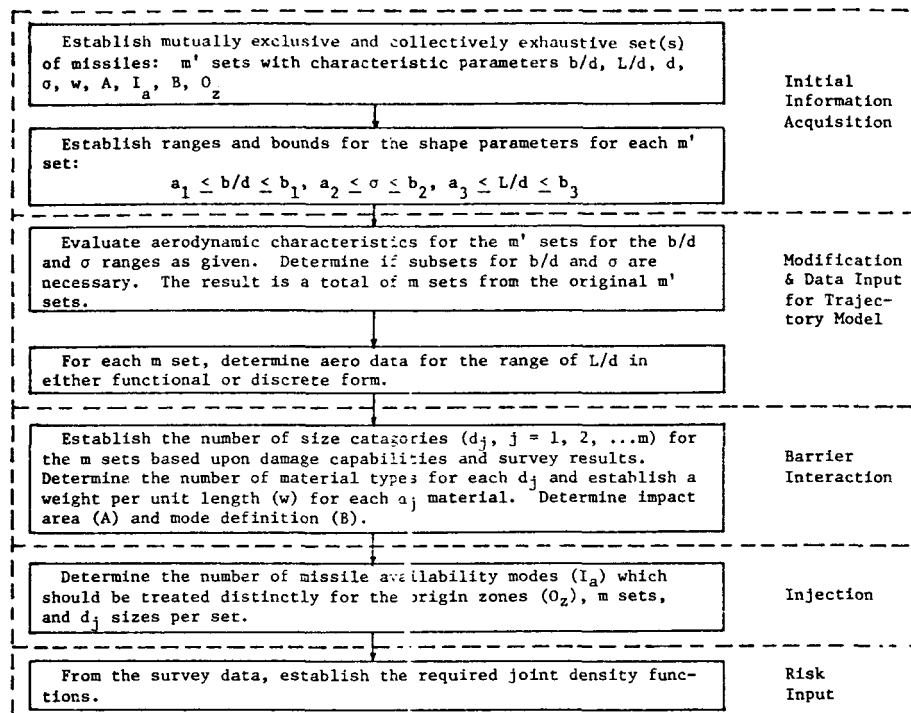 Establish mutually exclusive and collectively exhaustive set(s)
of missiles: m' sets with characteristic parameters b/d, L/d, d,
σ, w, A, I_a, B, O_z
Initial
Information
Acquisition
Establish ranges and bounds for the shape parameters for each m'
set:
a_1 ≤ b/d ≤ b_1, a_2 ≤ σ ≤ b_2, a_3 ≤ L/d ≤ b_3
Evaluate aerodynamic characteristics for the m' sets for the b/d
and σ ranges as given. Determine if subsets for b/d and σ are
necessary. The result is a total of m sets from the original m'
sets.
Modification
& Data Input
for Trajec-
tory Model
For each m set, determine aero data for the range of L/d in
either functional or discrete form.
Establish the number of size catagories (d_j, j = 1, 2, ...m) for
the m sets based upon damage capabilities and survey results.
Determine the number of material types for each d_j and establish a
weight per unit length (w) for each a_j material. Determine impact
area (A) and mode definition (B).
Barrier
Interaction
Determine the number of missile availability modes (I_a) which
should be treated distinctly for the origin zones (O_z), m sets,
and d_j sizes per set.
Injection
From the survey data, establish the required joint density func-
tions.
Risk
Input